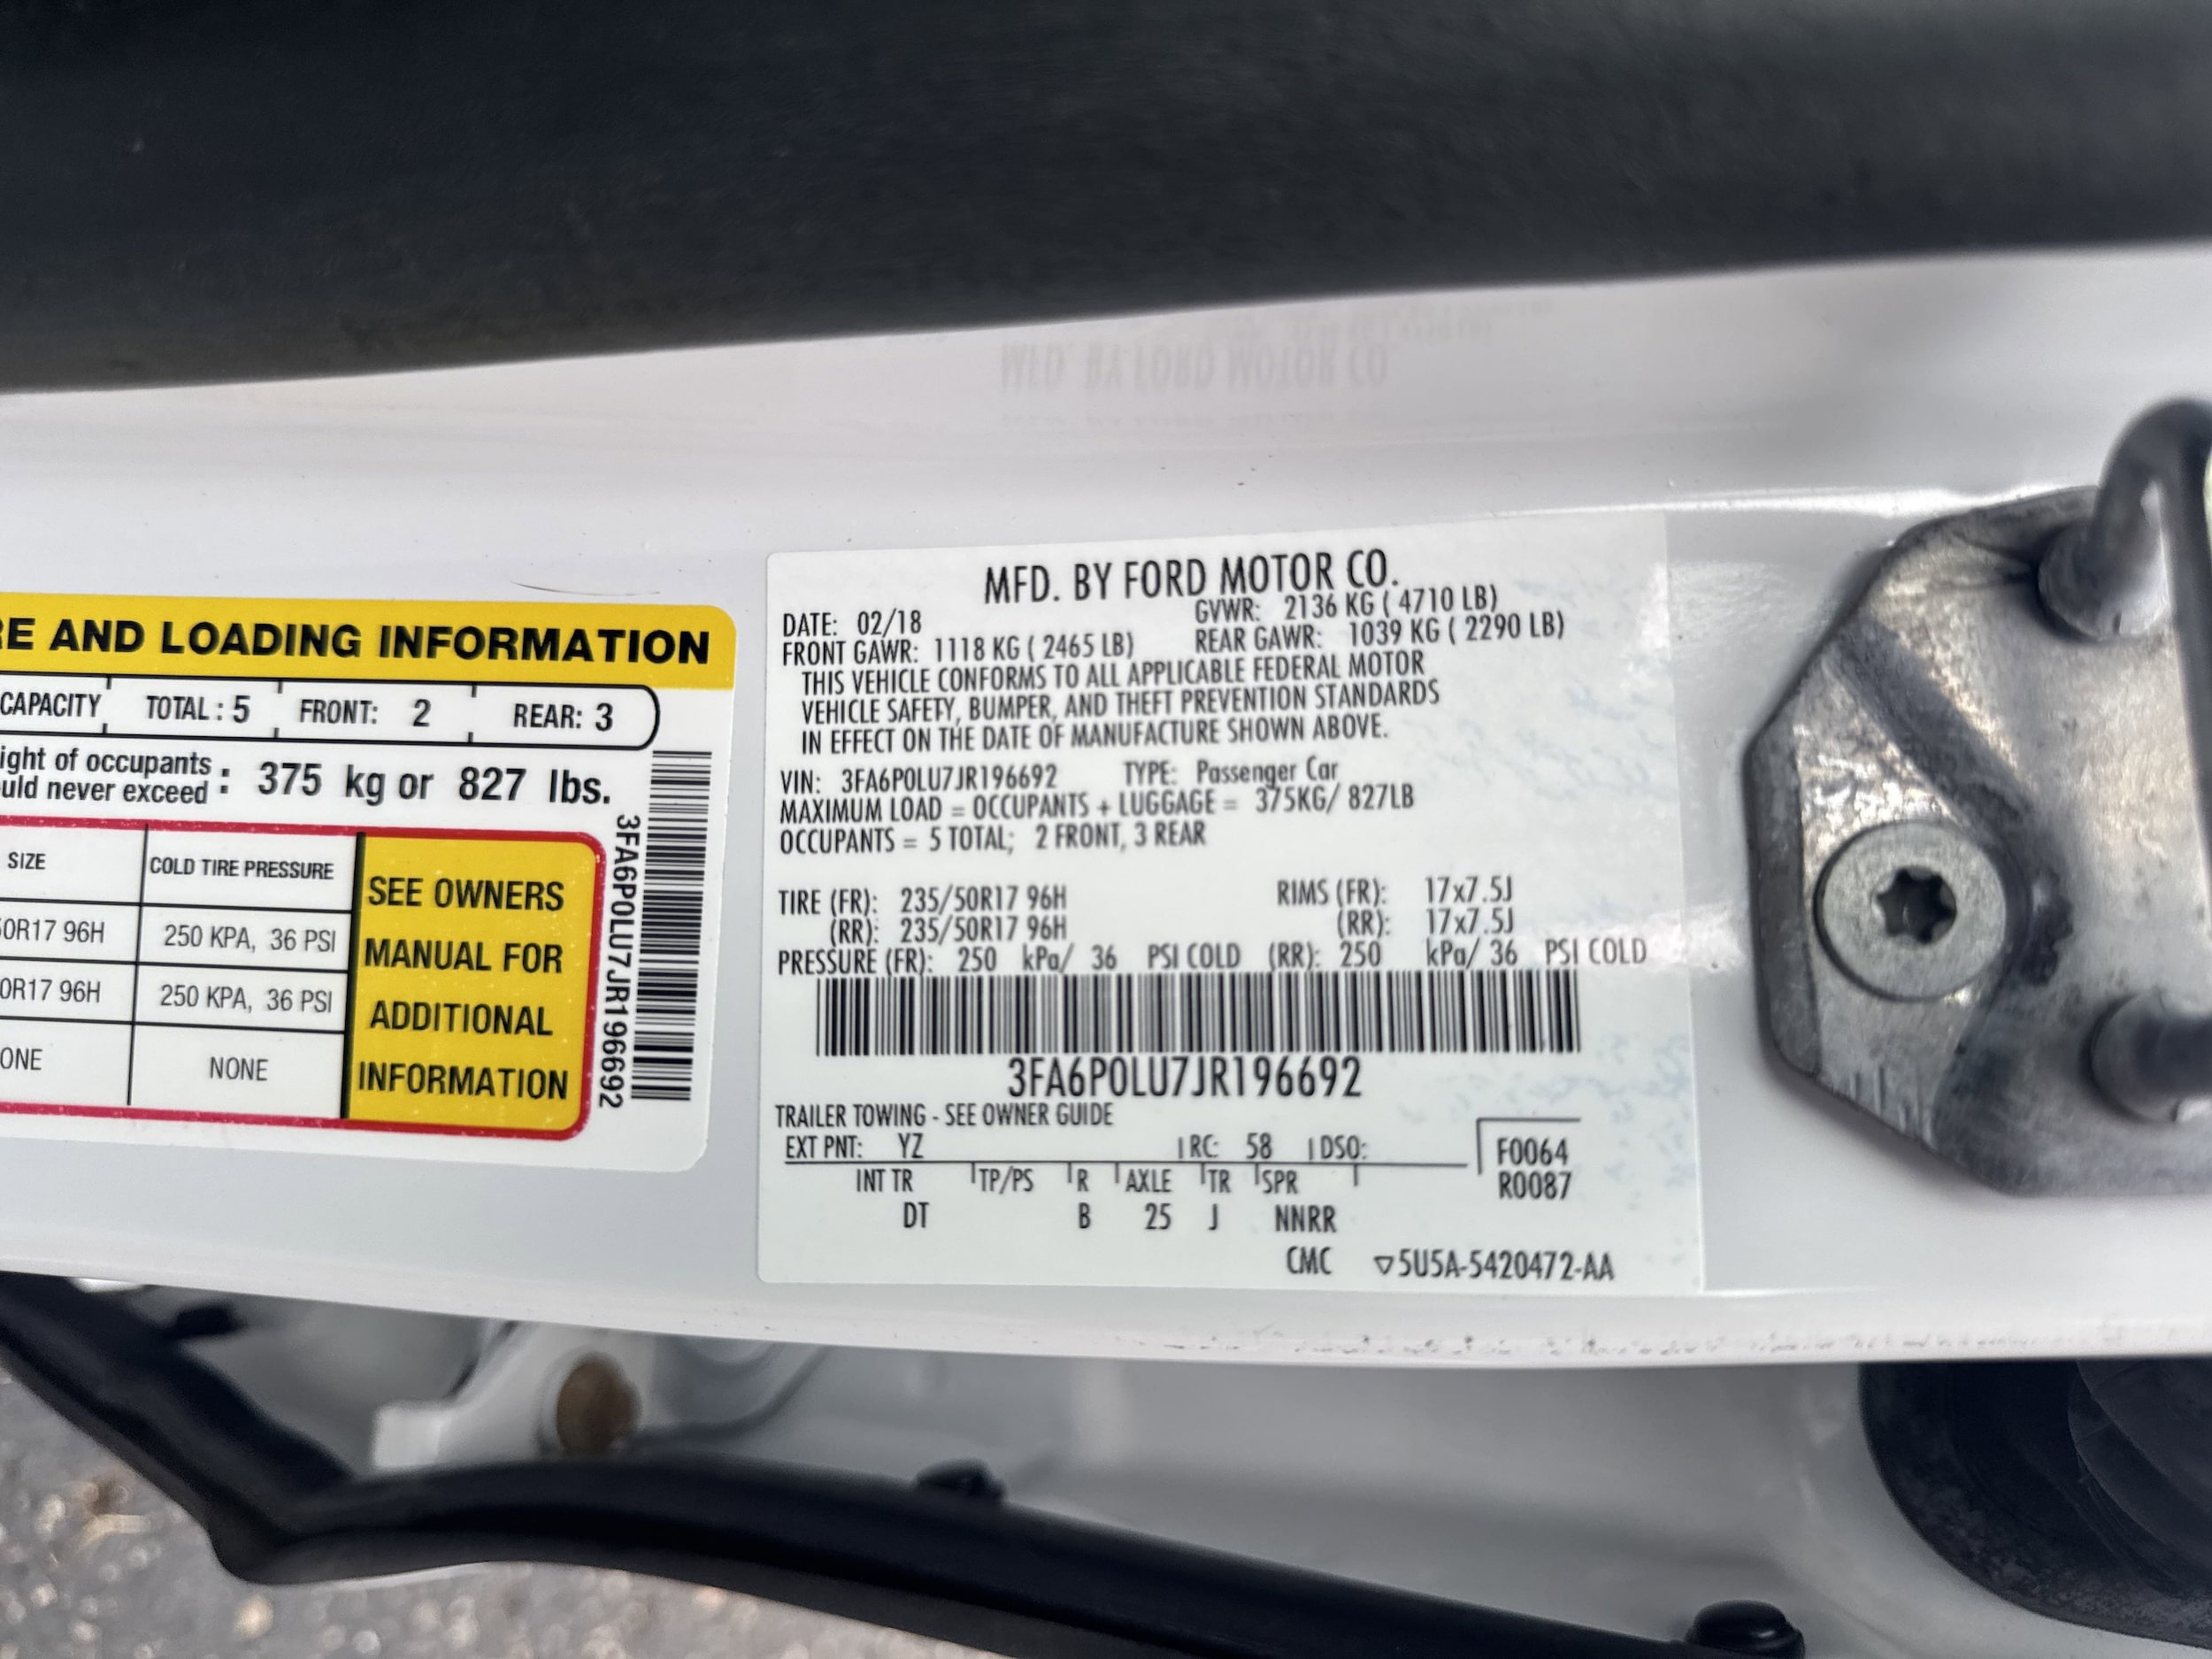 RE AND LOADING INFORMATION
CAPACITY TOTAL : 5 FRONT: 2 REAR: 3
ight of occupants
uld never exceed : 375 kg or 827 lbs.
SIZE COLD TIRE PRESSURE
0R17 96H 250 KPA, 36 PSI
0R17 96H 250 KPA, 36 PSI
ONE NONE
SEE OWNERS
MANUAL FOR
ADDITIONAL
INFORMATION
3FA6P0LU7JR196692
MFD. BY FORD MOTOR CO.
DATE: 02/18 GVWR: 2136 KG ( 4710 LB)
FRONT GAWR: 1118 KG ( 2465 LB) REAR GAWR: 1039 KG ( 2290 LB)
THIS VEHICLE CONFORMS TO ALL APPLICABLE FEDERAL MOTOR
VEHICLE SAFETY, BUMPER, AND THEFT PREVENTION STANDARDS
IN EFFECT ON THE DATE OF MANUFACTURE SHOWN ABOVE.
VIN: 3FA6P0LU7JR196692 TYPE: Passenger Car
MAXIMUM LOAD = OCCUPANTS + LUGGAGE = 375KG/ 827LB
OCCUPANTS = 5 TOTAL; 2 FRONT, 3 REAR
TIRE (FR): 235/50R17 96H RIMS (FR): 17x7.5J
(RR): 235/50R17 96H (RR): 17x7.5J
PRESSURE (FR): 250 kPa/ 36 PSI COLD (RR): 250 kPa/ 36 PSI COLD
3FA6P0LU7JR196692
TRAILER TOWING - SEE OWNER GUIDE
EXT PNT: YZ RC: 58 DSO: F0064
INT TR TP/PS R AXLE TR SPR R0087
DT B 25 J NNRR
CMC ▽5U5A-5420472-AA